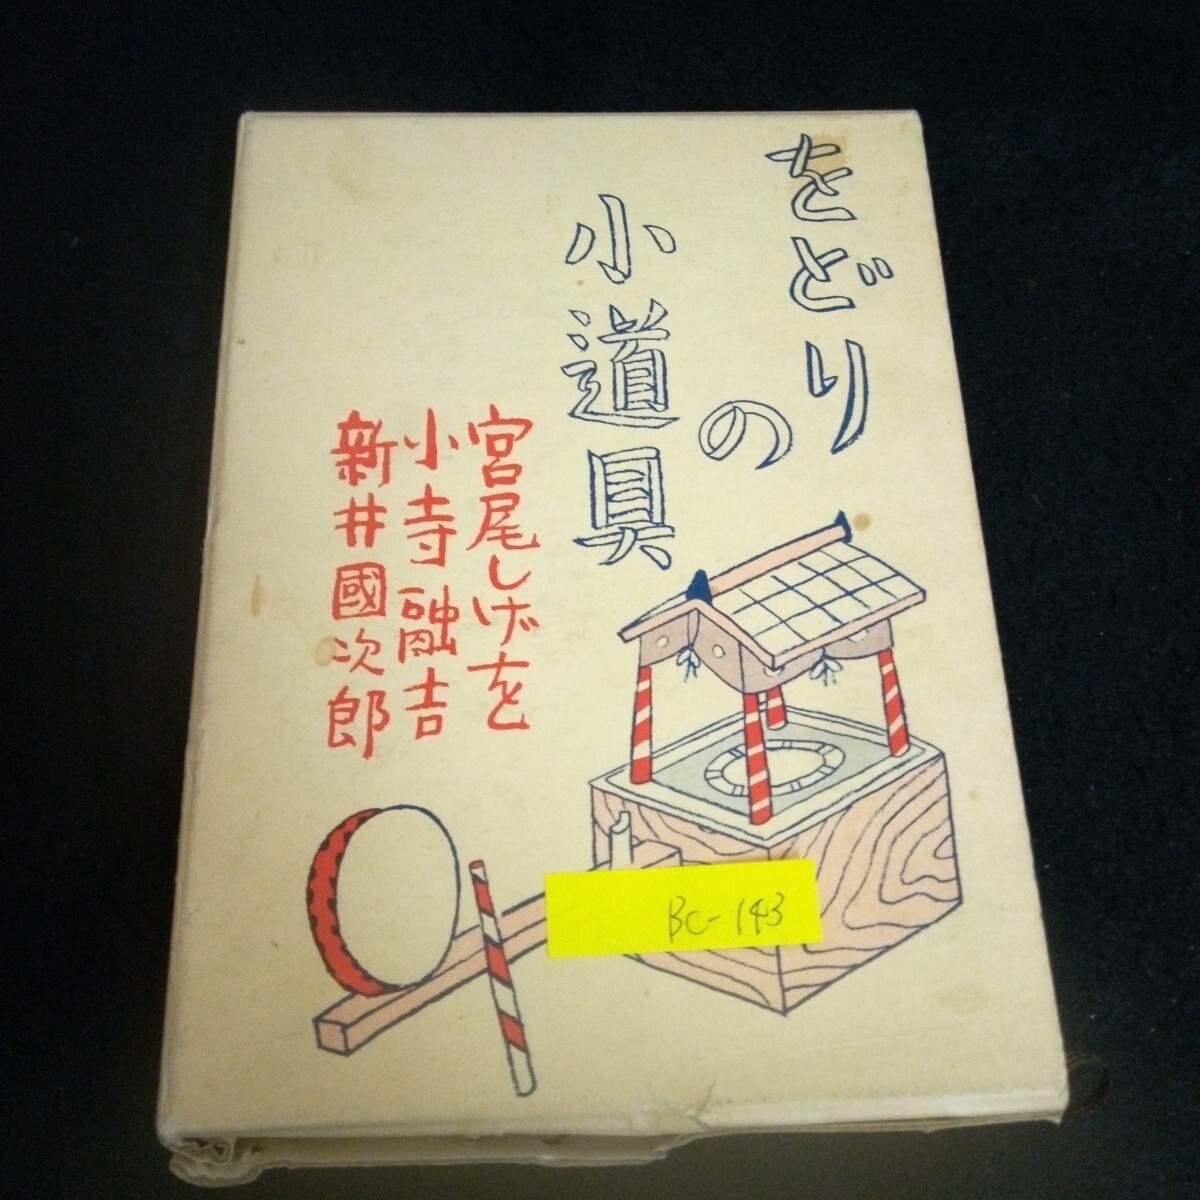 をどりの
小道具
宮尾しげを
小寺融吉
新井國次郎
BC-143